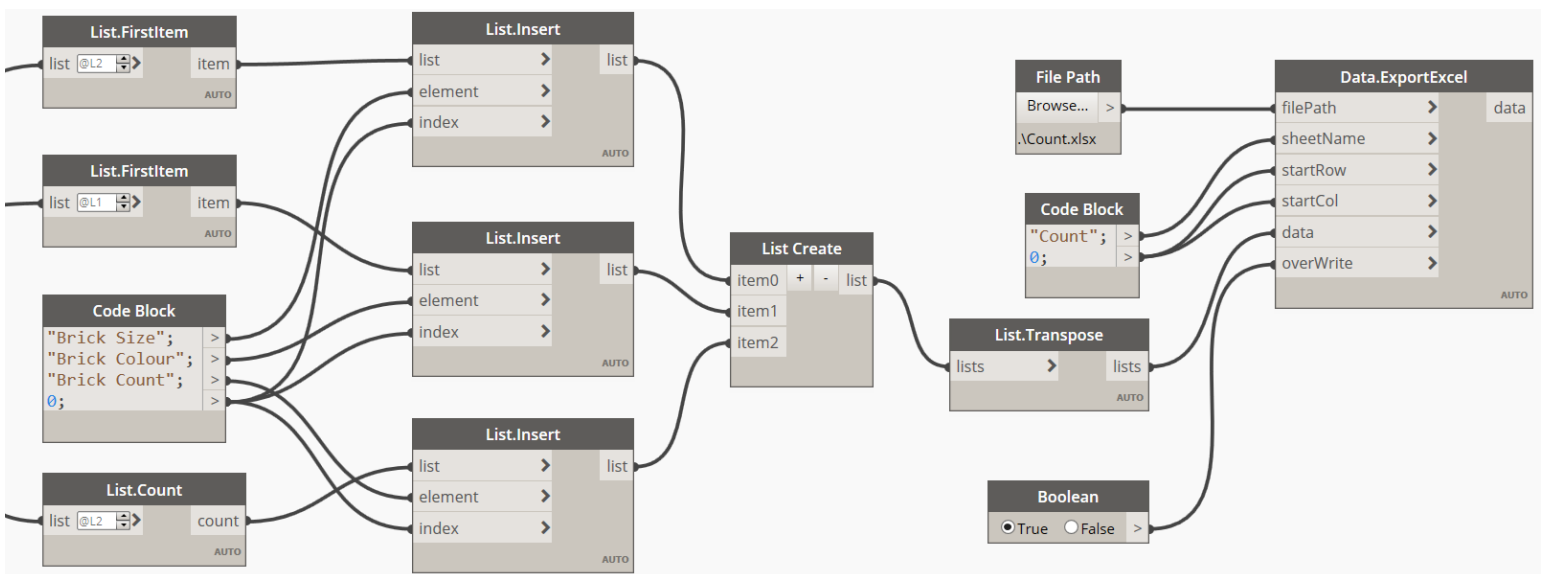 List.FirstItem
list @L2 > item
AUTO
List.FirstItem
list @L1 > item
AUTO
Code Block
"Brick Size"; >
"Brick Colour"; >
"Brick Count"; >
0; >
List.Count
list @L2 > count
AUTO
List.Insert
list > list
element >
index >
AUTO
List.Insert
list > list
element >
index >
AUTO
List.Insert
list > list
element >
index >
AUTO
List Create
item0 + - list
item1
item2
List.Transpose
lists > lists
AUTO
File Path
Browse... >
.\Count.xlsx
Code Block
"Count"; >
0; >
Boolean
True False >
Data.ExportExcel
filePath > data
sheetName >
startRow >
startCol >
data >
overWrite >
AUTO